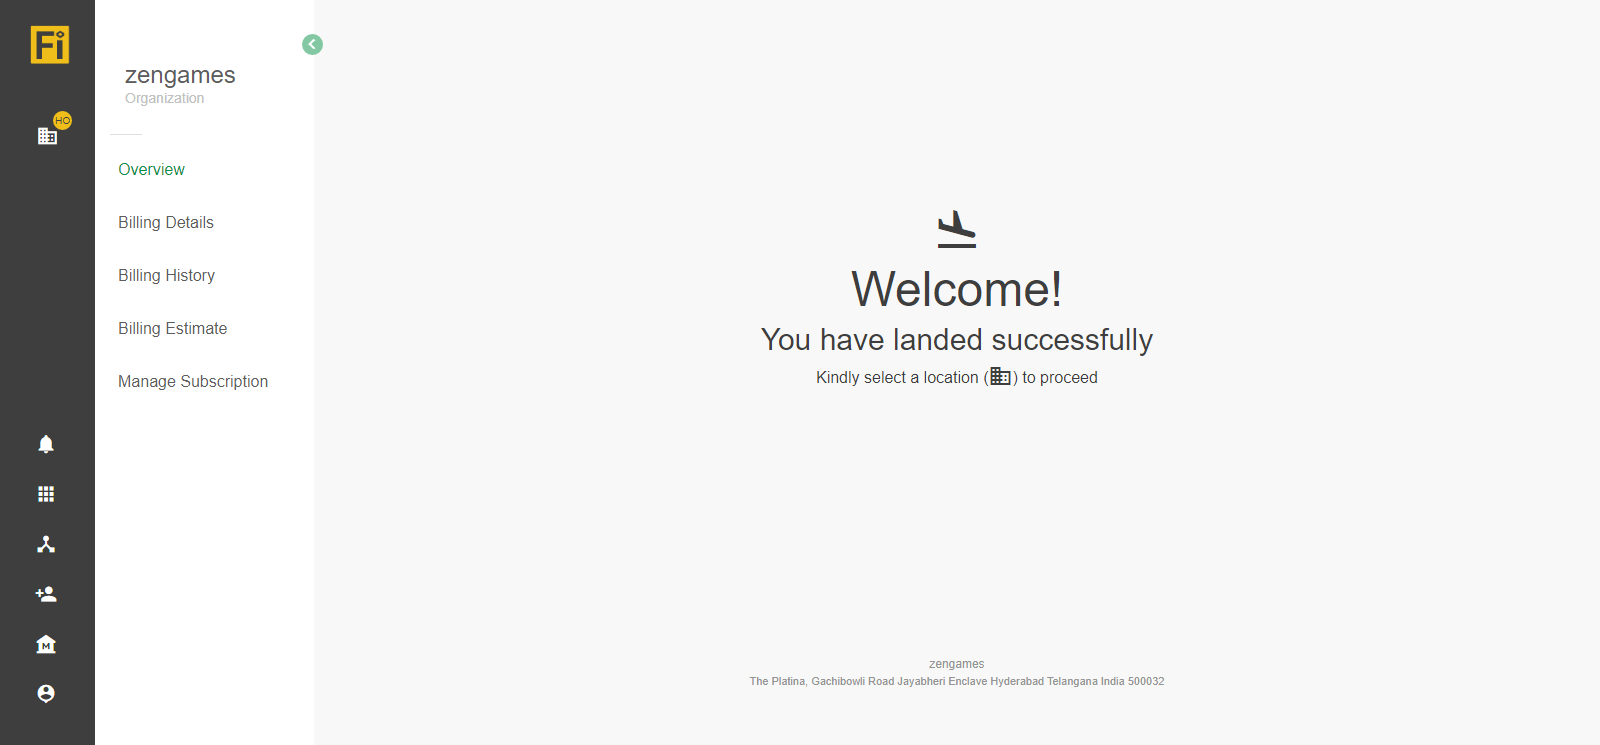 Fi
HO
zengames
Organization
Overview
Billing Details
Billing History
Billing Estimate
Manage Subscription
M
Welcome!
You have landed successfully
Kindly select a location () to proceed
zengames
The Platina, Gachibowli Road Jayabheri Enclave Hyderabad Telangana India 500032